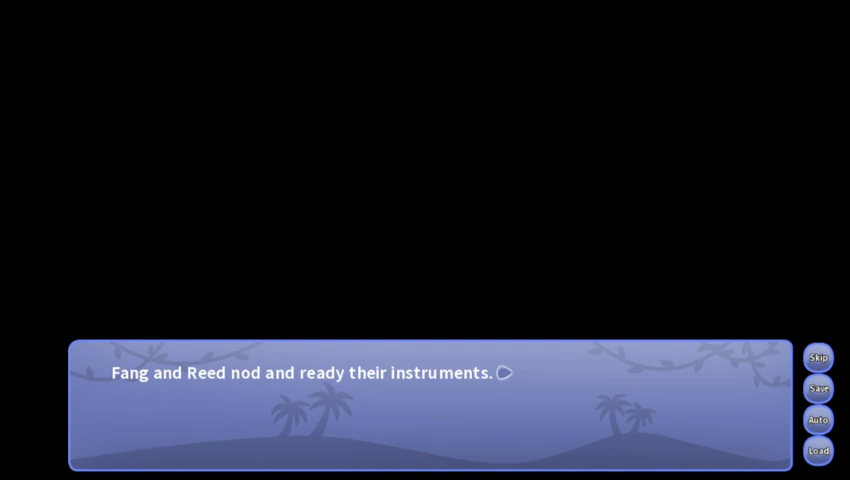 Fang and Reed nod and ready their instruments.
Skip
Save
Auto
Load